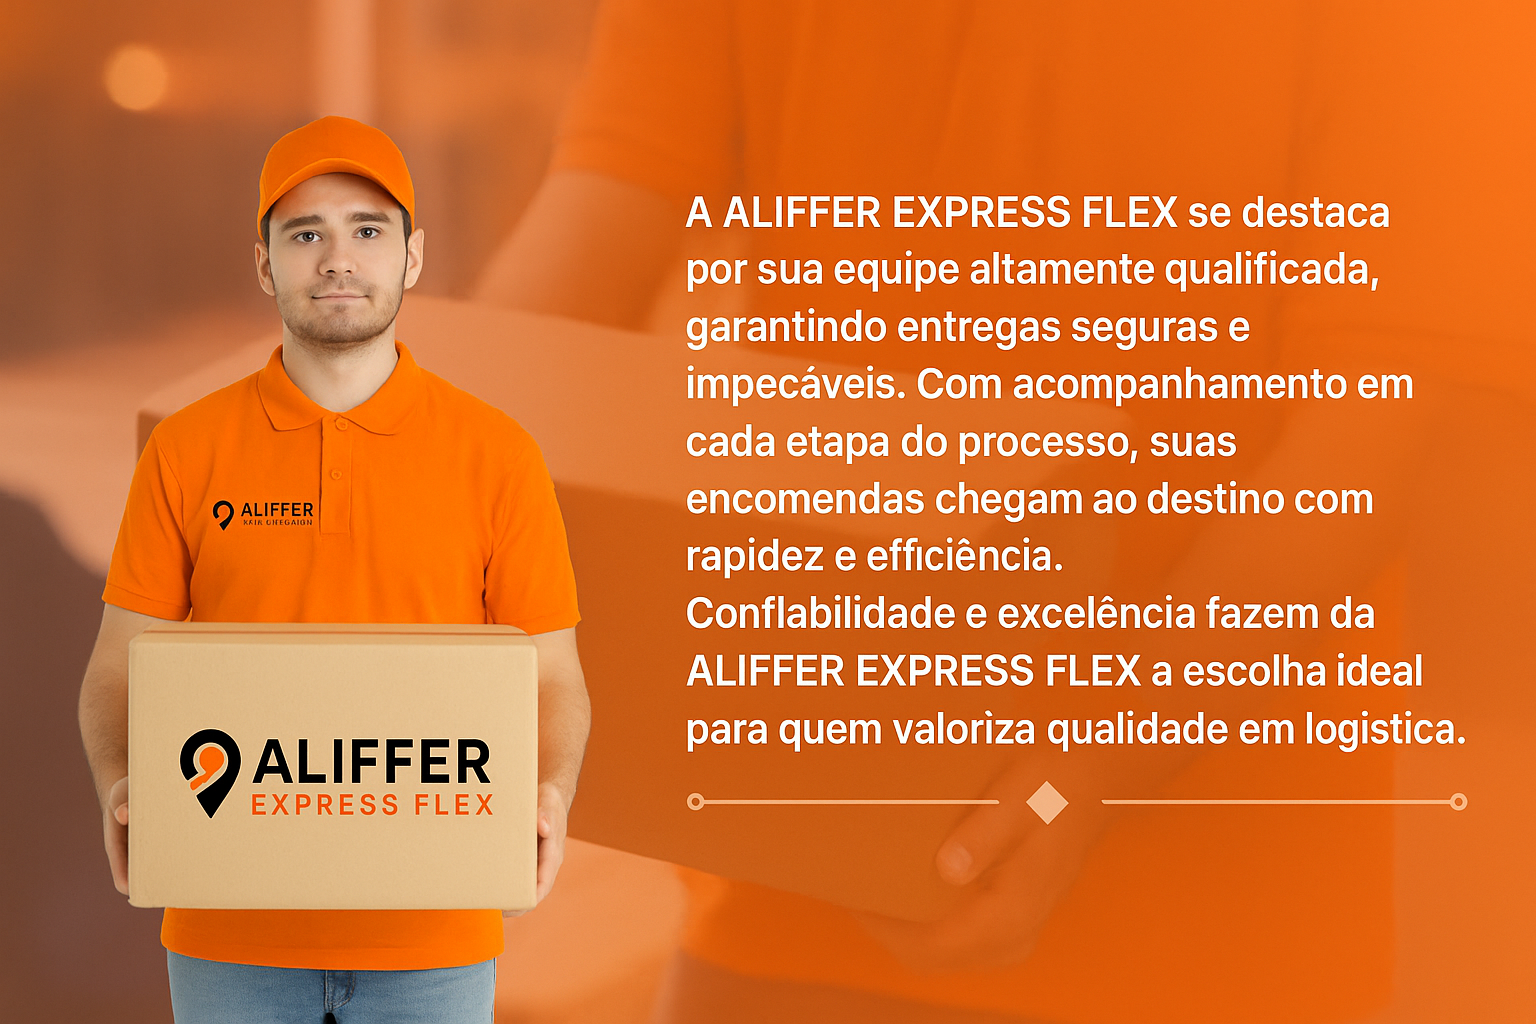 A ALIFFER EXPRESS FLEX se destaca
por sua equipe altamente qualificada,
garantindo entregas seguras e
impecáveis. Com acompanhamento em
cada etapa do processo, suas
encomendas chegam ao destino com
rapidez e efficiência.
Conflabilidade e excelência fazem da
ALIFFER EXPRESS FLEX a escolha ideal
para quem valorìza qualidade em logistica.
ALIFFER
ALIFFER
EXPRESS FLEX